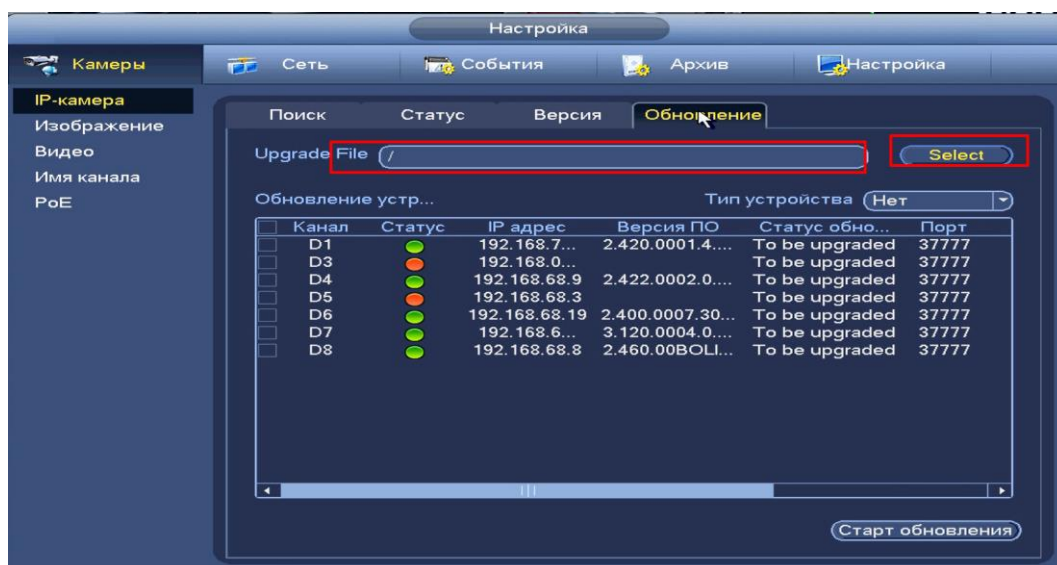 Настройка
Камеры Сеть События Архив Настройка
IP-камера
Изображение
Видео
Имя канала
PoE
Поиск Статус Версия Обновление
Upgrade File / Select
Обновление устр... Тип устройства Нет
Канал Статус IP адрес Версия ПО Статус обно... Порт
D1 192.168.7... 2.420.0001.4.... To be upgraded 37777
D3 192.168.0... To be upgraded 37777
D4 192.168.68.9 2.422.0002.0.... To be upgraded 37777
D5 192.168.68.3 To be upgraded 37777
D6 192.168.68.19 2.400.0007.30... To be upgraded 37777
D7 192.168.6... 3.120.0004.0.... To be upgraded 37777
D8 192.168.68.8 2.460.00BOLI... To be upgraded 37777
Старт обновления